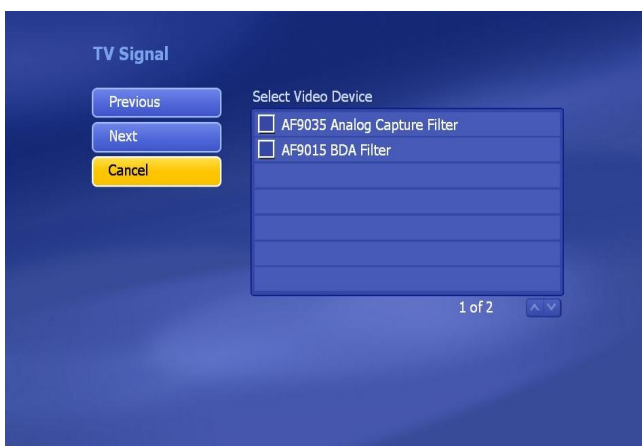 TV Signal
Previous
Next
Cancel
Select Video Device
AF9035 Analog Capture Filter
AF9015 BDA Filter
1 of 2